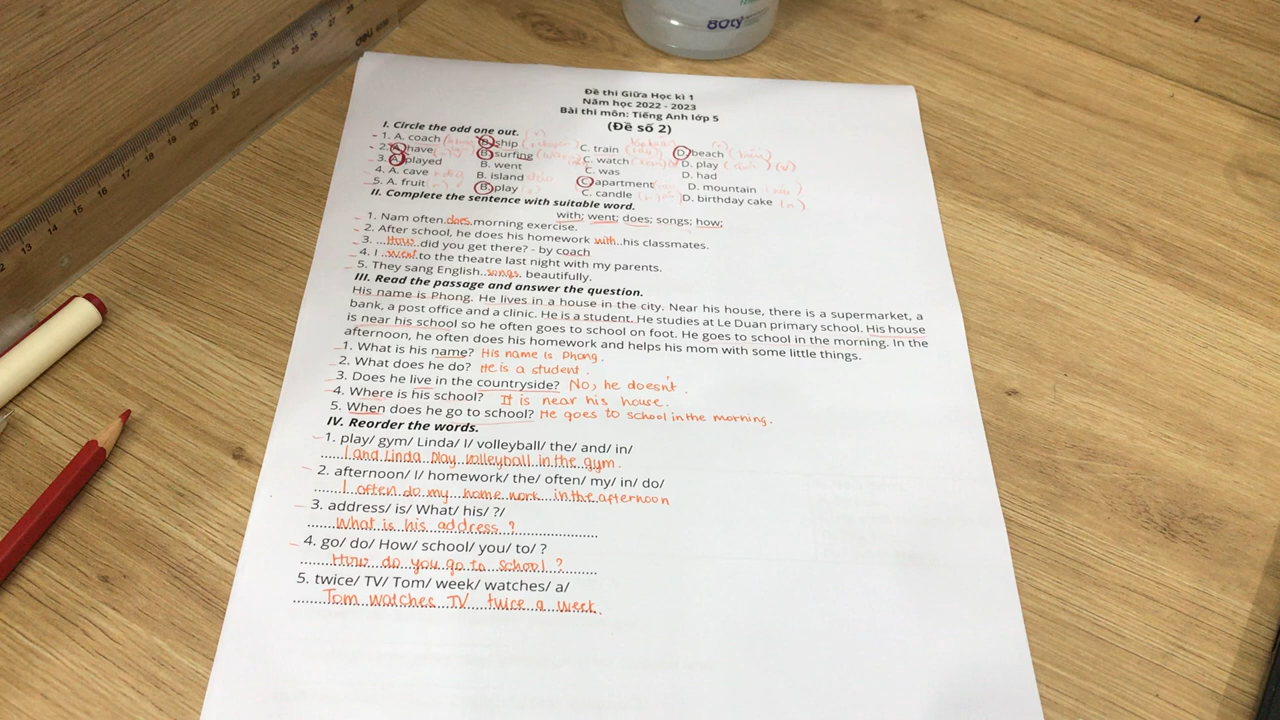 Đề thi Giữa Học kì 1
Năm học 2022 - 2023
Bài thi môn: Tiếng Anh lớp 5
(Đề số 2)
I. Circle the odd one out.
1. A. coach B. ship C. train D. beach
2. A. have B. surfing C. watch D. play
3. A. played B. went C. was D. had
4. A. cave B. island C. apartment D. mountain
5. A. fruit B. play C. candle D. birthday cake
II. Complete the sentence with suitable word.
with; went; does; songs; how;
1. Nam often does morning exercise.
2. After school, he does his homework with his classmates.
3. ...How...did you get there? - by coach
4. I ..went.to the theatre last night with my parents.
5. They sang English..songs. beautifully.
III. Read the passage and answer the question.
His name is Phong. He lives in a house in the city. Near his house, there is a supermarket, a
bank, a post office and a clinic. He is a student. He studies at Le Duan primary school. His house
is near his school so he often goes to school on foot. He goes to school in the morning. In the
afternoon, he often does his homework and helps his mom with some little things.
1. What is his name? His name is Phong.
2. What does he do? He is a student.
3. Does he live in the countryside? No, he doesn't
4. Where is his school? It is near his house.
5. When does he go to school? He goes to school in the morning.
IV. Reorder the words.
1. play/ gym/ Linda/ I/ volleyball/ the/ and/ in/
I and Linda play volleyball in the gym.
2. afternoon/ I/ homework/ the/ often/ my/ in/ do/
I often do my home work in the afternoon
3. address/ is/ What/ his/ ?/
What is his address ?
4. go/ do/ How/ school/ you/ to/ ?
How do you go to school ?
5. twice/ TV/ Tom/ week/ watches/ a/
Tom watches TV twice a week.